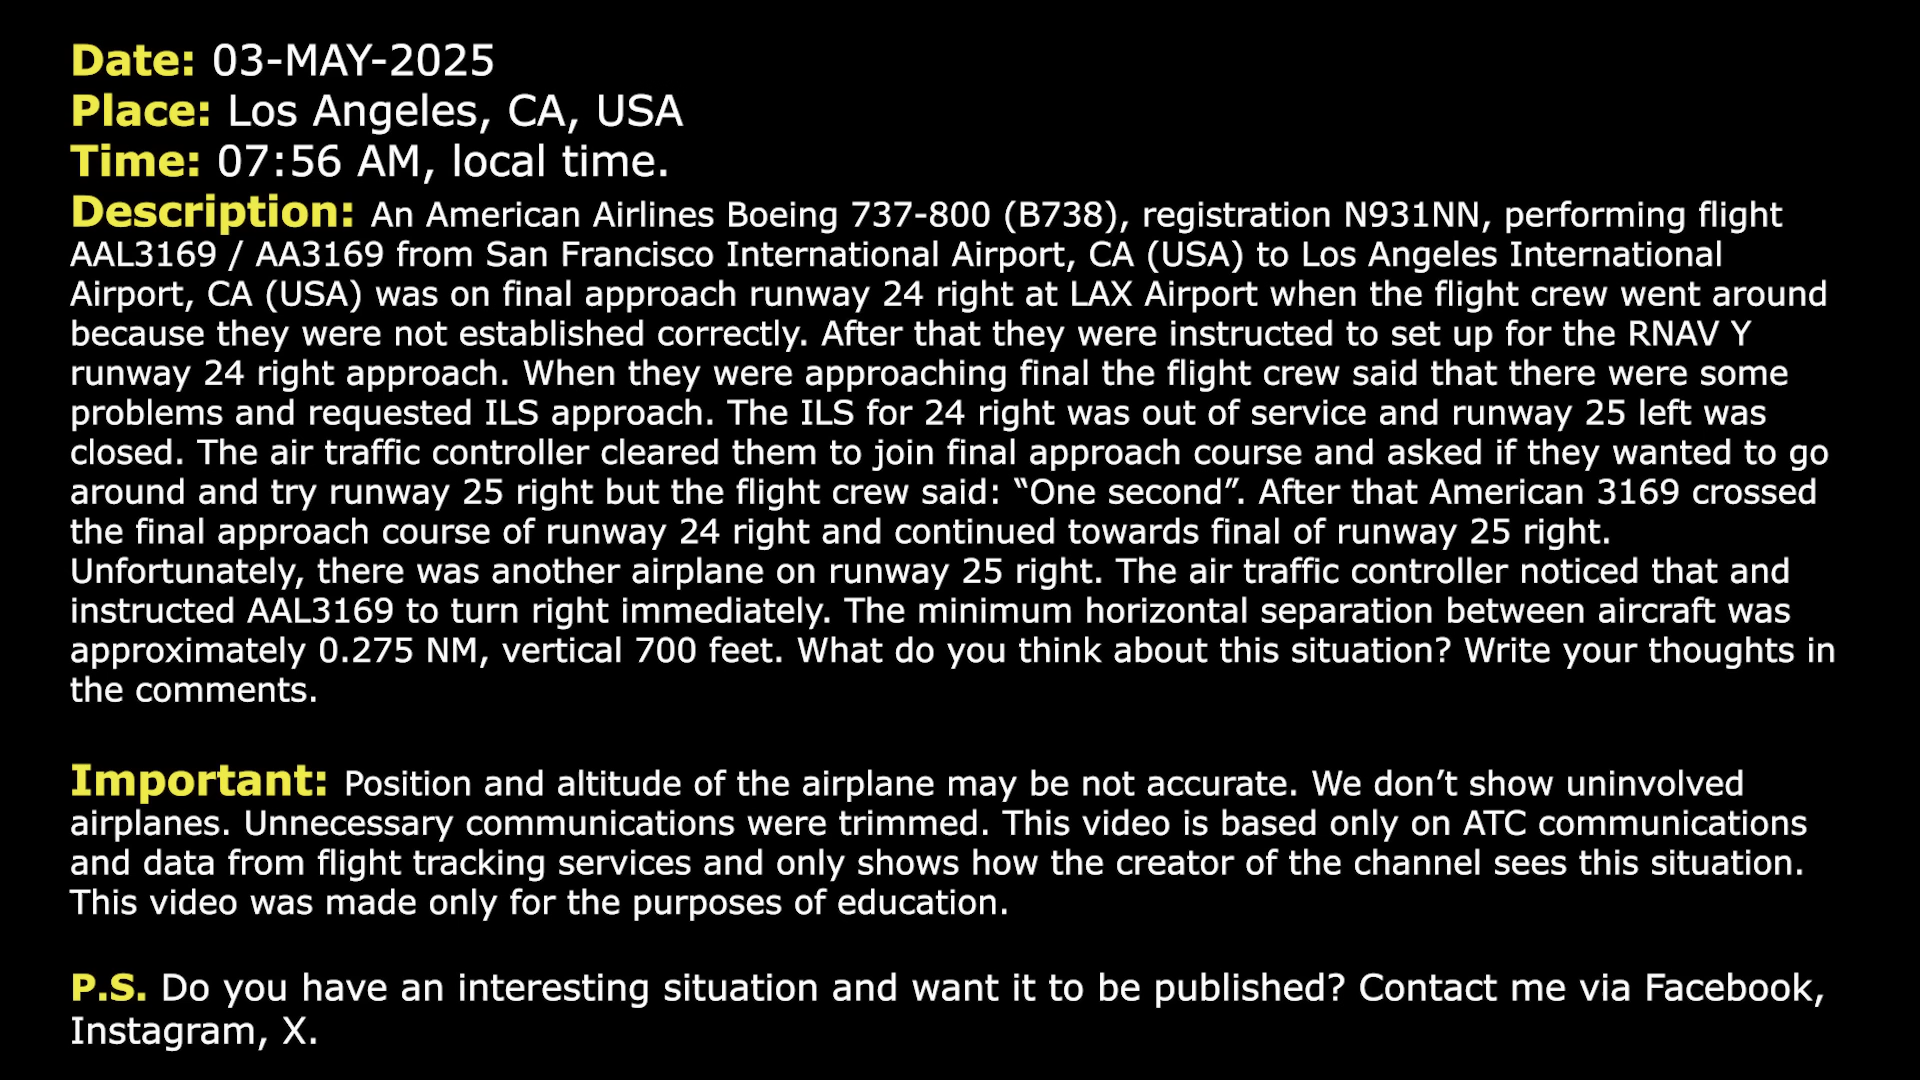 Date: 03-MAY-2025
Place: Los Angeles, CA, USA
Time: 07:56 AM, local time.
Description: An American Airlines Boeing 737-800 (B738), registration N931NN, performing flight
AAL3169 / AA3169 from San Francisco International Airport, CA (USA) to Los Angeles International
Airport, CA (USA) was on final approach runway 24 right at LAX Airport when the flight crew went around
because they were not established correctly. After that they were instructed to set up for the RNAV Y
runway 24 right approach. When they were approaching final the flight crew said that there were some
problems and requested ILS approach. The ILS for 24 right was out of service and runway 25 left was
closed. The air traffic controller cleared them to join final approach course and asked if they wanted to go
around and try runway 25 right but the flight crew said: “One second”. After that American 3169 crossed
the final approach course of runway 24 right and continued towards final of runway 25 right.
Unfortunately, there was another airplane on runway 25 right. The air traffic controller noticed that and
instructed AAL3169 to turn right immediately. The minimum horizontal separation between aircraft was
approximately 0.275 NM, vertical 700 feet. What do you think about this situation? Write your thoughts in
the comments.
Important: Position and altitude of the airplane may be not accurate. We don’t show uninvolved
airplanes. Unnecessary communications were trimmed. This video is based only on ATC communications
and data from flight tracking services and only shows how the creator of the channel sees this situation.
This video was made only for the purposes of education.
P.S. Do you have an interesting situation and want it to be published? Contact me via Facebook,
Instagram, X.